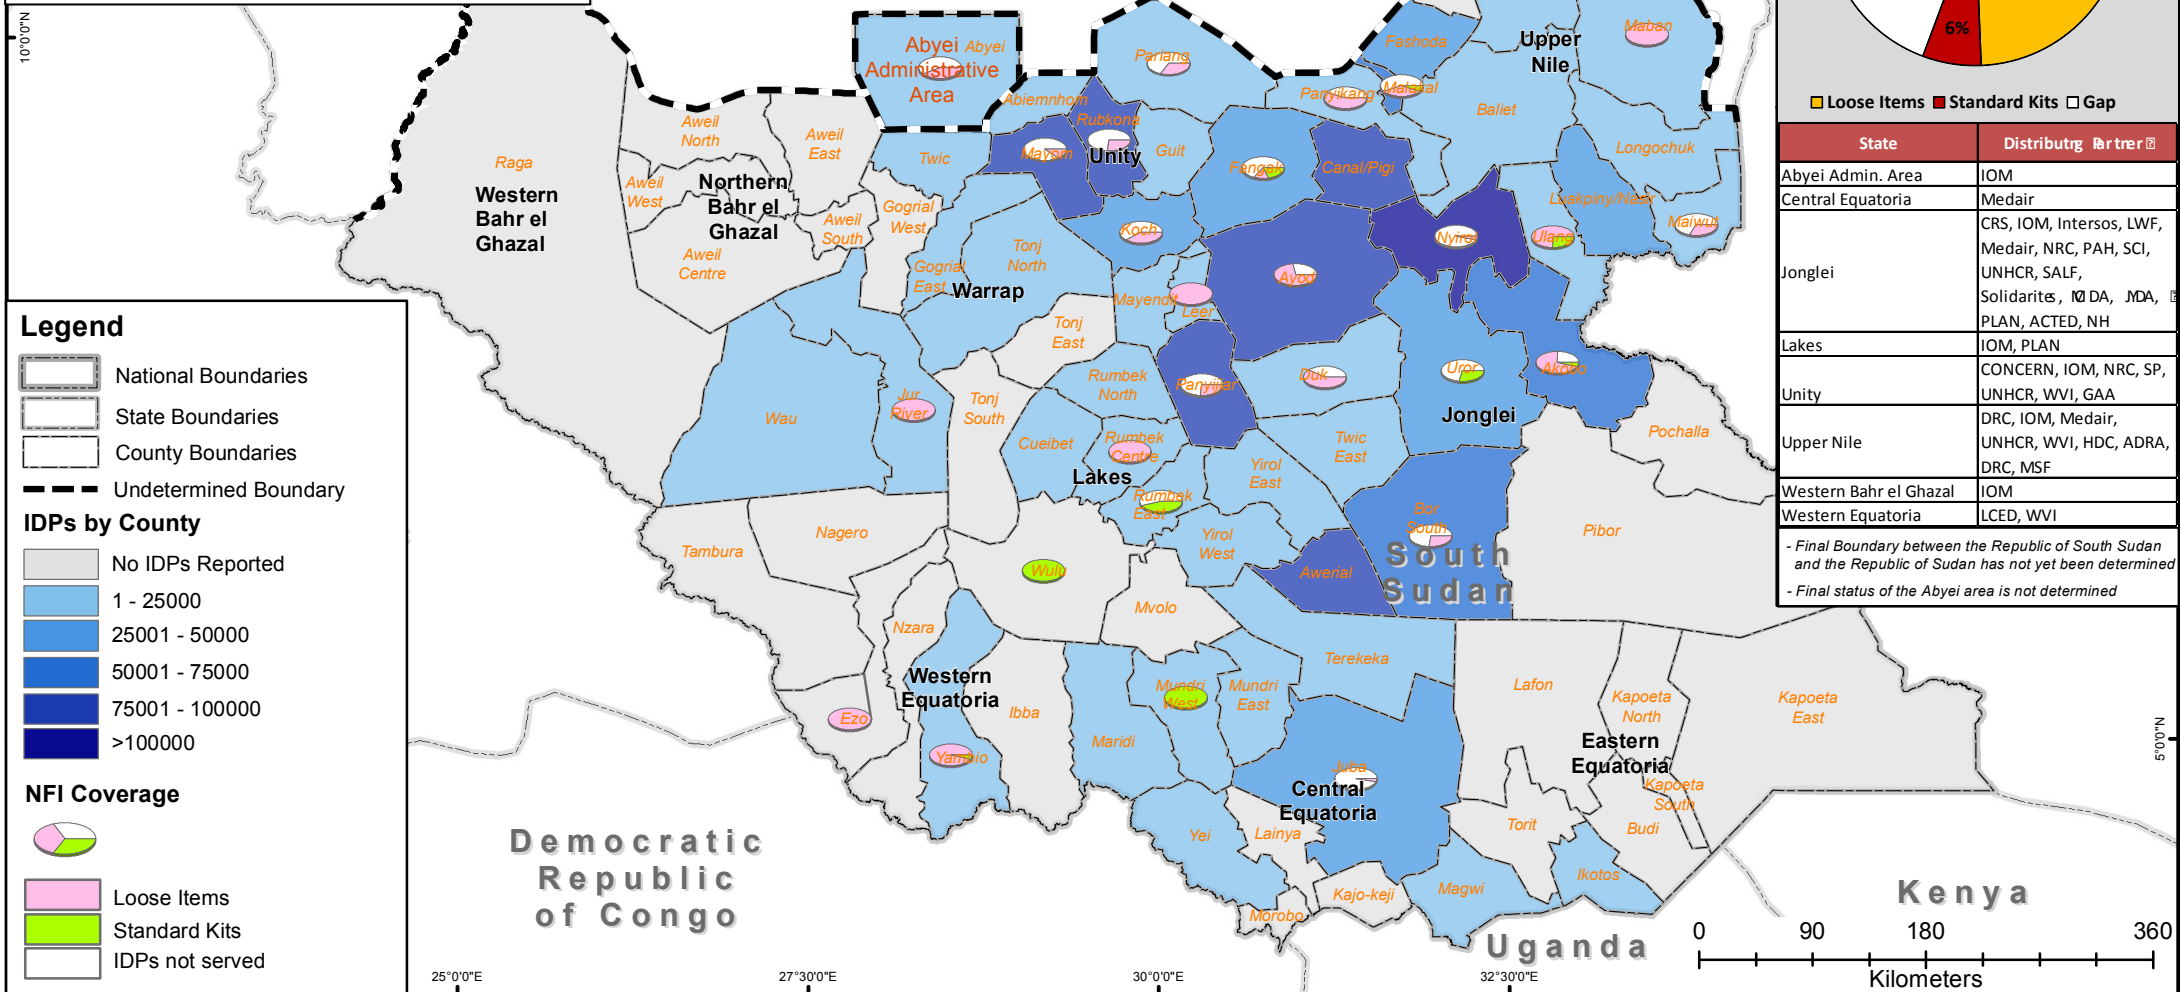 10°0'0"N
6%
Loose Items Standard Kits Gap
State
Abyei Admin. Area IOM
Central Equatoria Medair
Jonglei
CRS, IOM, Intersos, LWF,
Medair, NRC, PAH, SCI,
UNHCR, SALF,
PLAN, ACTED, NH
Lakes IOM, PLAN
Unity
CONCERN, IOM, NRC, SP,
UNHCR, WVI, GAA
Upper Nile
DRC, IOM, Medair,
UNHCR, WVI, HDC, ADRA,
DRC, MSF
Western Bahr el Ghazal IOM
Western Equatoria LCED, WVI
- Final Boundary between the Republic of South Sudan
and the Republic of Sudan has not yet been determined
- Final status of the Abyei area is not determined
Abyei
Administrative
Area
Abyei
Abiemnhom
Pariang
Fashoda
Upper
Nile
Maban
Panyikang
Malakal
Baliet
Longochuk
Luakpiny/Nasir
Maiwut
Ulang
Nyirol
Canal/Pigi
Fangak
Guit
Rubkona
Unity
Mayom
Koch
Mayendit
Leer
Panyijiar
Ayod
Duk
Uror
Akobo
Jonglei
Pochalla
Pibor
Twic
East
Bor
South
South
Sudan
Raga
Western
Bahr el
Ghazal
Aweil
North
Aweil
East
Aweil
West
Northern
Bahr el
Ghazal
Aweil
South
Aweil
Centre
Twic
Gogrial
West
Gogrial
East
Warrap
Tonj
North
Tonj
East
Tonj
South
Wau
Jur
River
Rumbek
North
Cueibet
Rumbek
Centre
Lakes
Rumbek
East
Yirol
East
Yirol
West
Awerial
Wulu
Tambura
Nagero
Mvolo
Nzara
Western
Equatoria
Ezo
Yambio
Ibba
Maridi
Mundri
West
Mundri
East
Terekeka
Juba
Central
Equatoria
Yei
Lainya
Morobo
Kajo-keji
Lafon
Kapoeta
North
Kapoeta
East
Eastern
Equatoria
Kapoeta
South
Torit
Budi
Ikotos
Magwi
Democratic
Republic
of Congo
Uganda
Kenya
Legend
National Boundaries
State Boundaries
County Boundaries
Undetermined Boundary
IDPs by County
No IDPs Reported
1 - 25000
25001 - 50000
50001 - 75000
75001 - 100000
>100000
NFI Coverage
Loose Items
Standard Kits
IDPs not served
5°0'0"N
0 90 180 360
Kilometers
25°0'0"E 27°30'0"E 30°0'0"E 32°30'0"E